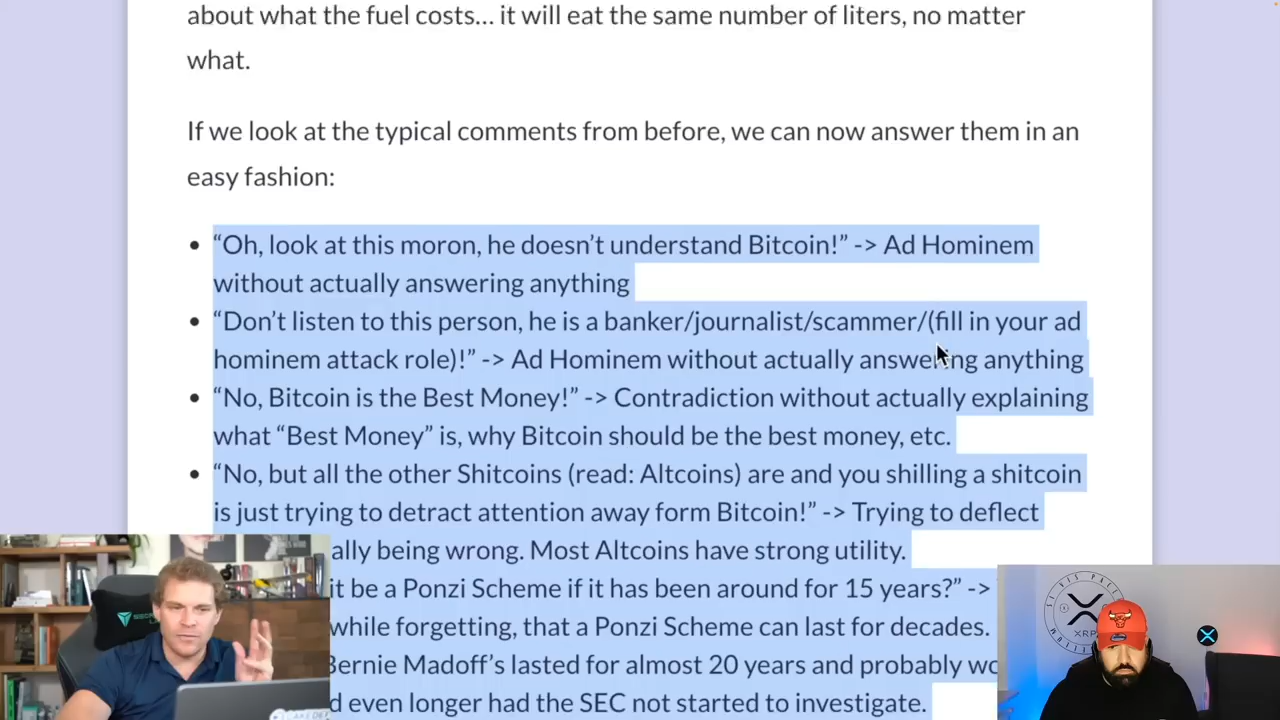 about what the fuel costs… it will eat the same number of liters, no matter
what.
If we look at the typical comments from before, we can now answer them in an
easy fashion:
• “Oh, look at this moron, he doesn’t understand Bitcoin!” -> Ad Hominem
without actually answering anything
• “Don’t listen to this person, he is a banker/journalist/scammer/(fill in your ad
hominem attack role)!” -> Ad Hominem without actually answering anything
• “No, Bitcoin is the Best Money!” -> Contradiction without actually explaining
what “Best Money” is, why Bitcoin should be the best money, etc.
• “No, but all the other Shitcoins (read: Altcoins) are and you shilling a shitcoin
is just trying to detract attention away form Bitcoin!” -> Trying to deflect
ally being wrong. Most Altcoins have strong utility.
it be a Ponzi Scheme if it has been around for 15 years?” ->
while forgetting, that a Ponzi Scheme can last for decades.
Bernie Madoff’s lasted for almost 20 years and probably wo
d even longer had the SEC not started to investigate.
XRP